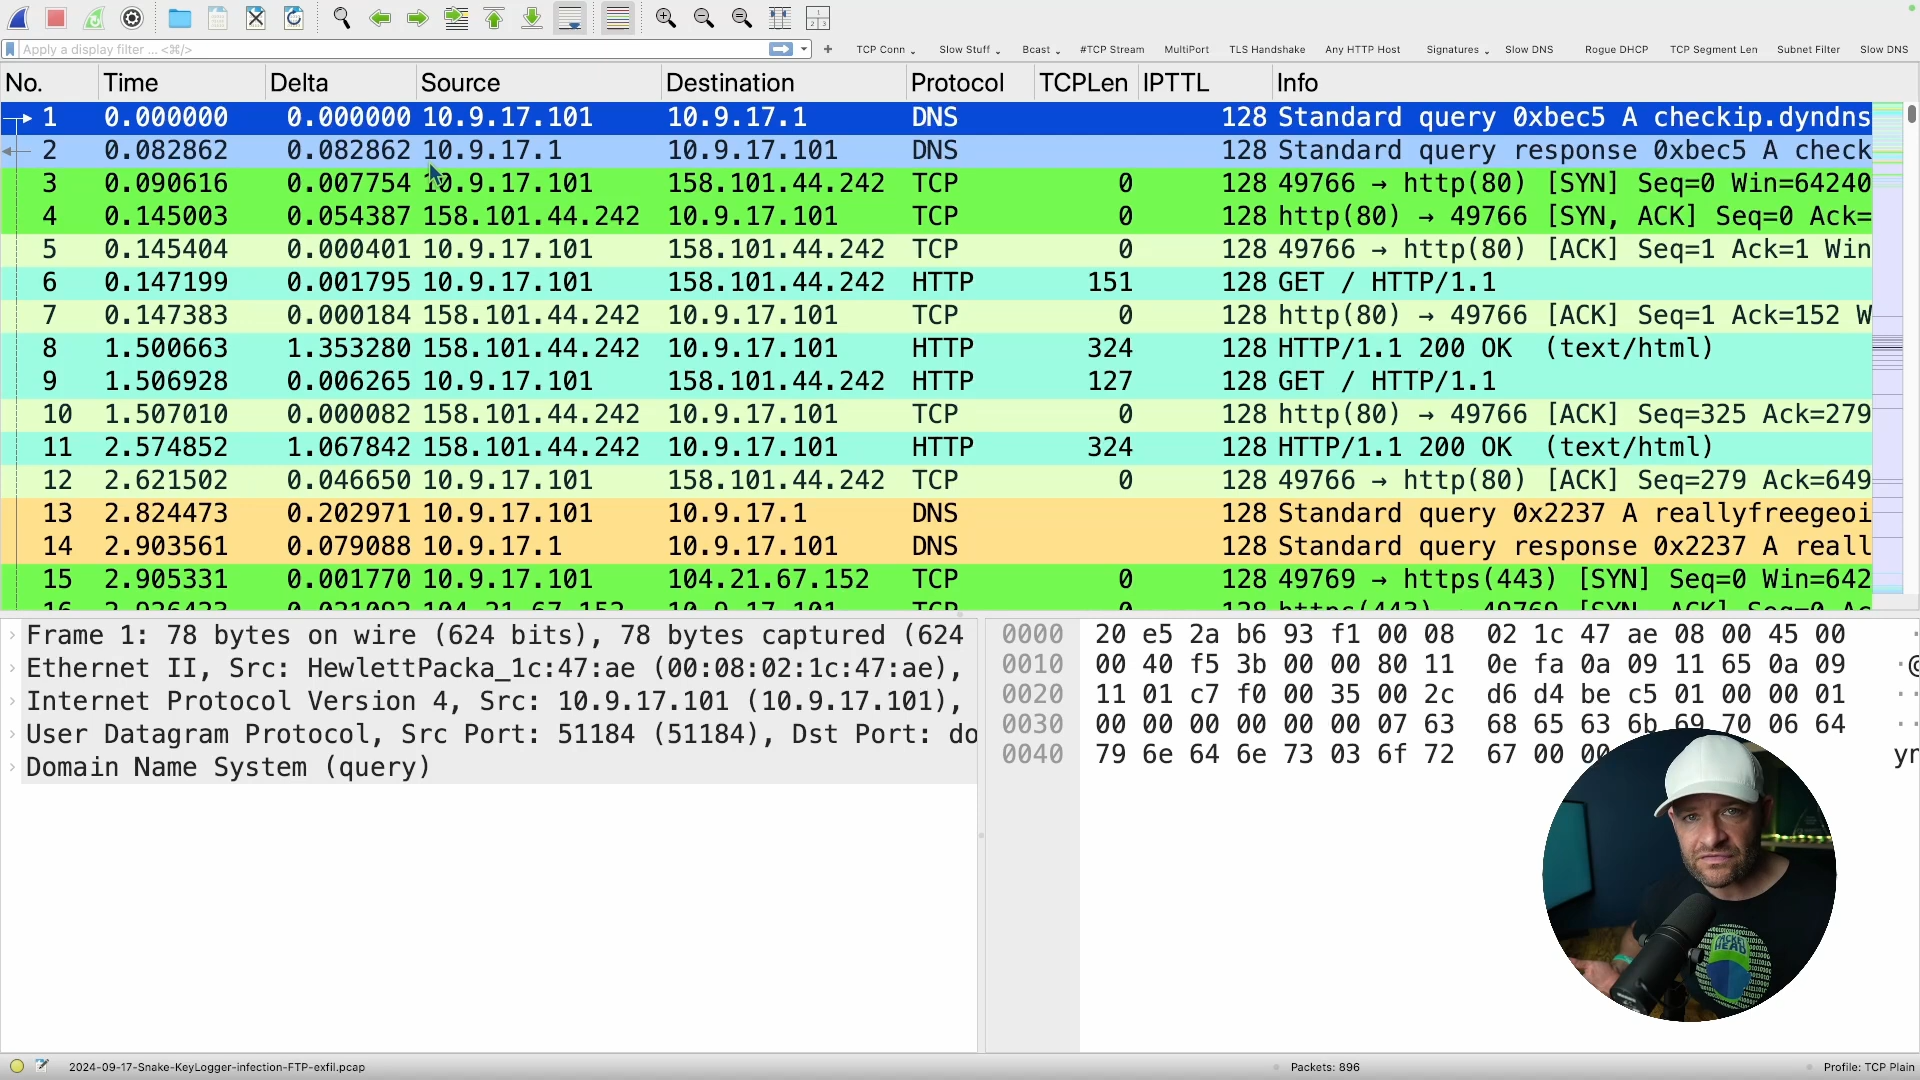 Apply a display filter ... <⌘/>
+ TCP Conn Slow Stuff Bcast #TCP Stream MultiPort TLS Handshake Any HTTP Host Signatures Slow DNS Rogue DHCP TCP Segment Len Subnet Filter Slow DNS
No. Time Delta Source Destination Protocol TCPLen IPTTL Info
1 0.000000 0.000000 10.9.17.101 10.9.17.1 DNS 128 Standard query 0xbec5 A checkip.dyndns
2 0.082862 0.082862 10.9.17.1 10.9.17.101 DNS 128 Standard query response 0xbec5 A check
3 0.090616 0.007754 10.9.17.101 158.101.44.242 TCP 0 128 49766 → http(80) [SYN] Seq=0 Win=64240
4 0.145003 0.054387 158.101.44.242 10.9.17.101 TCP 0 128 http(80) → 49766 [SYN, ACK] Seq=0 Ack=
5 0.145404 0.000401 10.9.17.101 158.101.44.242 TCP 0 128 49766 → http(80) [ACK] Seq=1 Ack=1 Win
6 0.147199 0.001795 10.9.17.101 158.101.44.242 HTTP 151 128 GET / HTTP/1.1
7 0.147383 0.000184 158.101.44.242 10.9.17.101 TCP 0 128 http(80) → 49766 [ACK] Seq=1 Ack=152 W
8 1.500663 1.353280 158.101.44.242 10.9.17.101 HTTP 324 128 HTTP/1.1 200 OK (text/html)
9 1.506928 0.006265 10.9.17.101 158.101.44.242 HTTP 127 128 GET / HTTP/1.1
10 1.507010 0.000082 158.101.44.242 10.9.17.101 TCP 0 128 http(80) → 49766 [ACK] Seq=325 Ack=279
11 2.574852 1.067842 158.101.44.242 10.9.17.101 HTTP 324 128 HTTP/1.1 200 OK (text/html)
12 2.621502 0.046650 10.9.17.101 158.101.44.242 TCP 0 128 49766 → http(80) [ACK] Seq=279 Ack=649
13 2.824473 0.202971 10.9.17.101 10.9.17.1 DNS 128 Standard query 0x2237 A reallyfreegeoi
14 2.903561 0.079088 10.9.17.1 10.9.17.101 DNS 128 Standard query response 0x2237 A reall
15 2.905331 0.001770 10.9.17.101 104.21.67.152 TCP 0 128 49769 → https(443) [SYN] Seq=0 Win=642
16 2.926423 0.021092 104.21.67.152 10.9.17.101 TCP 0 128 https(443) → 49769 [SYN, ACK] Seq=0 Ac
Frame 1: 78 bytes on wire (624 bits), 78 bytes captured (624
Ethernet II, Src: HewlettPacka_1c:47:ae (00:08:02:1c:47:ae),
Internet Protocol Version 4, Src: 10.9.17.101 (10.9.17.101),
User Datagram Protocol, Src Port: 51184 (51184), Dst Port: do
Domain Name System (query)
0000 20 e5 2a b6 93 f1 00 08 02 1c 47 ae 08 00 45 00 ·
0010 00 40 f5 3b 00 00 80 11 0e fa 0a 09 11 65 0a 09 ·@
0020 11 01 c7 f0 00 35 00 2c d6 d4 be c5 01 00 00 01 ··
0030 00 00 00 00 00 00 07 63 68 65 63 6b 69 70 06 64 ··
0040 79 6e 64 6e 73 03 6f 72 67 00 00 yn
HEAD
2024-09-17-Snake-KeyLogger-infection-FTP-exfil.pcap
Packets: 896
Profile: TCP Plain